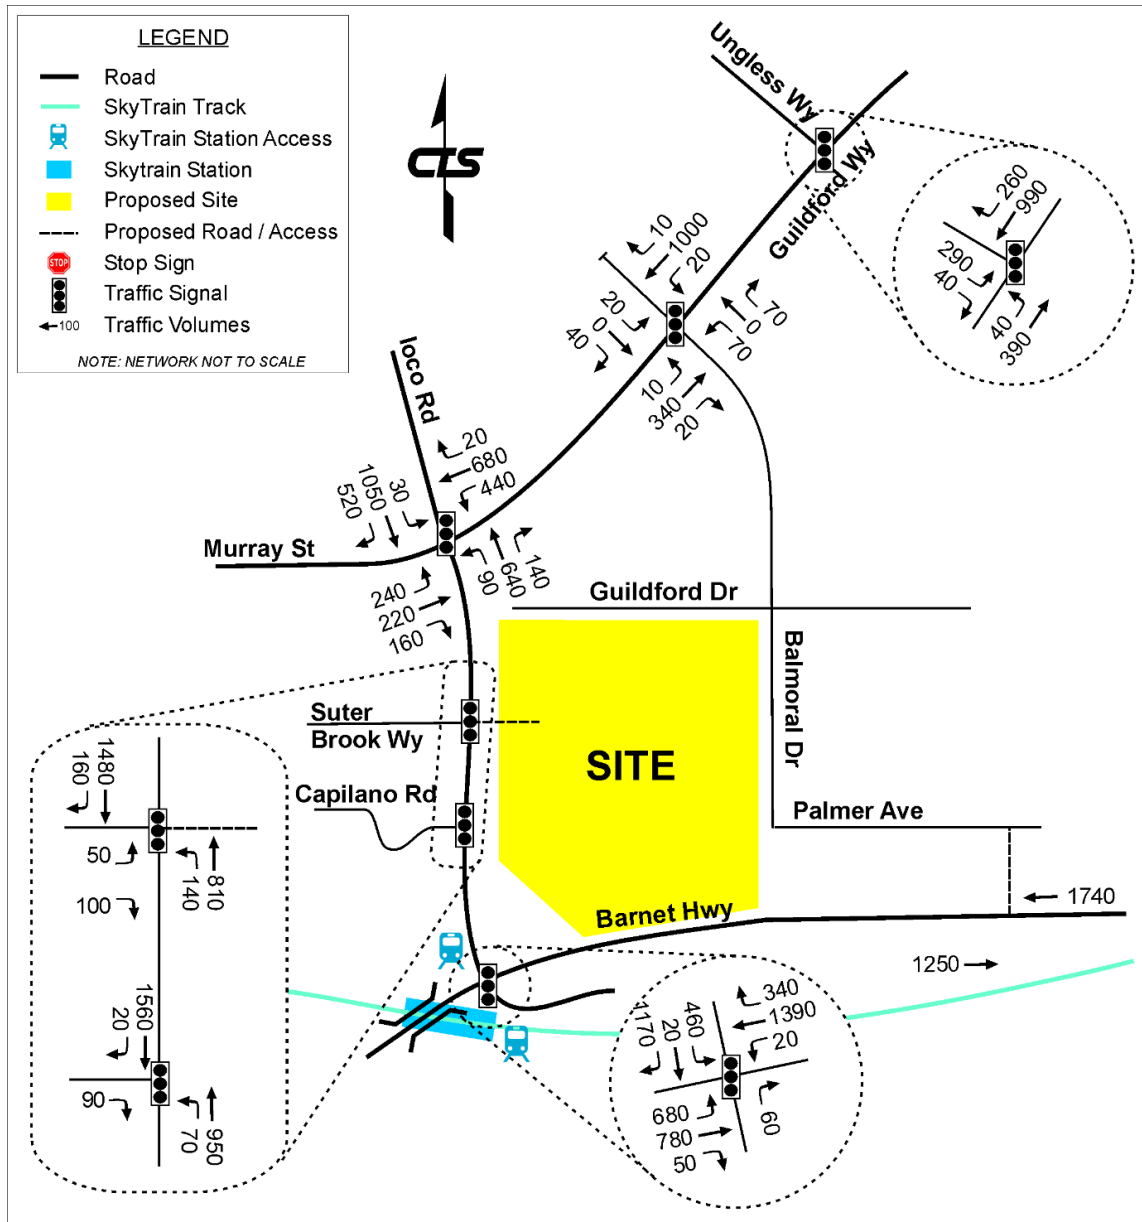 LEGEND
Road
SkyTrain Track
SkyTrain Station Access
Skytrain Station
Proposed Site
Proposed Road / Access
STOP
Stop Sign
Traffic Signal
100
Traffic Volumes
NOTE: NETWORK NOT TO SCALE
CTS
Ungless Wy
Guildford Wy
260
990
290
40
40
390
10
1000
20
20
0
40
70
0
70
10
340
20
Ioco Rd
20
680
440
30
1050
520
Murray St
240
220
160
90
640
140
Guildford Dr
Balmoral Dr
Suter
Brook Wy
SITE
Capilano Rd
Palmer Ave
Barnet Hwy
1740
1250
1480
160
50
100
140
810
1560
20
90
70
950
340
1390
20
460
20
1170
680
780
50
60